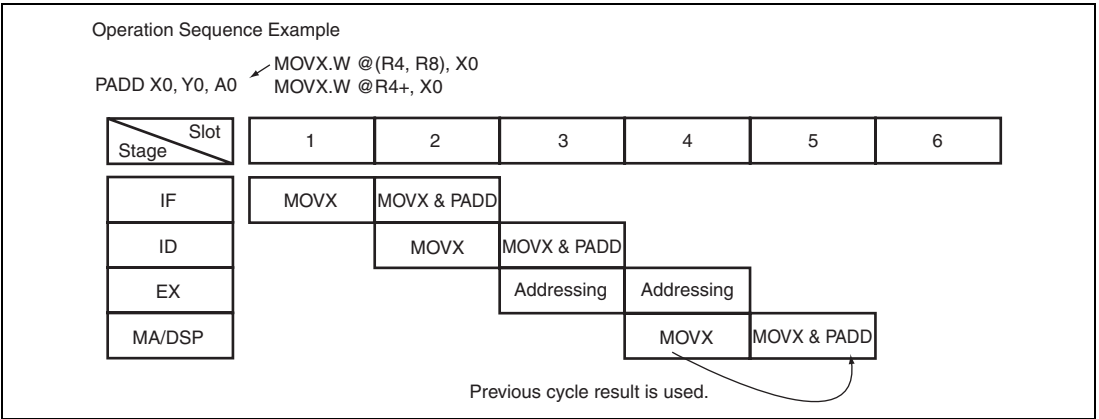 Operation Sequence Example
MOVX.W @(R4, R8), X0
PADD X0, Y0, A0 MOVX.W @R4+, X0
Slot
Stage
1 2 3 4 5 6
IF MOVX MOVX & PADD
ID MOVX MOVX & PADD
EX Addressing Addressing
MA/DSP MOVX MOVX & PADD
Previous cycle result is used.